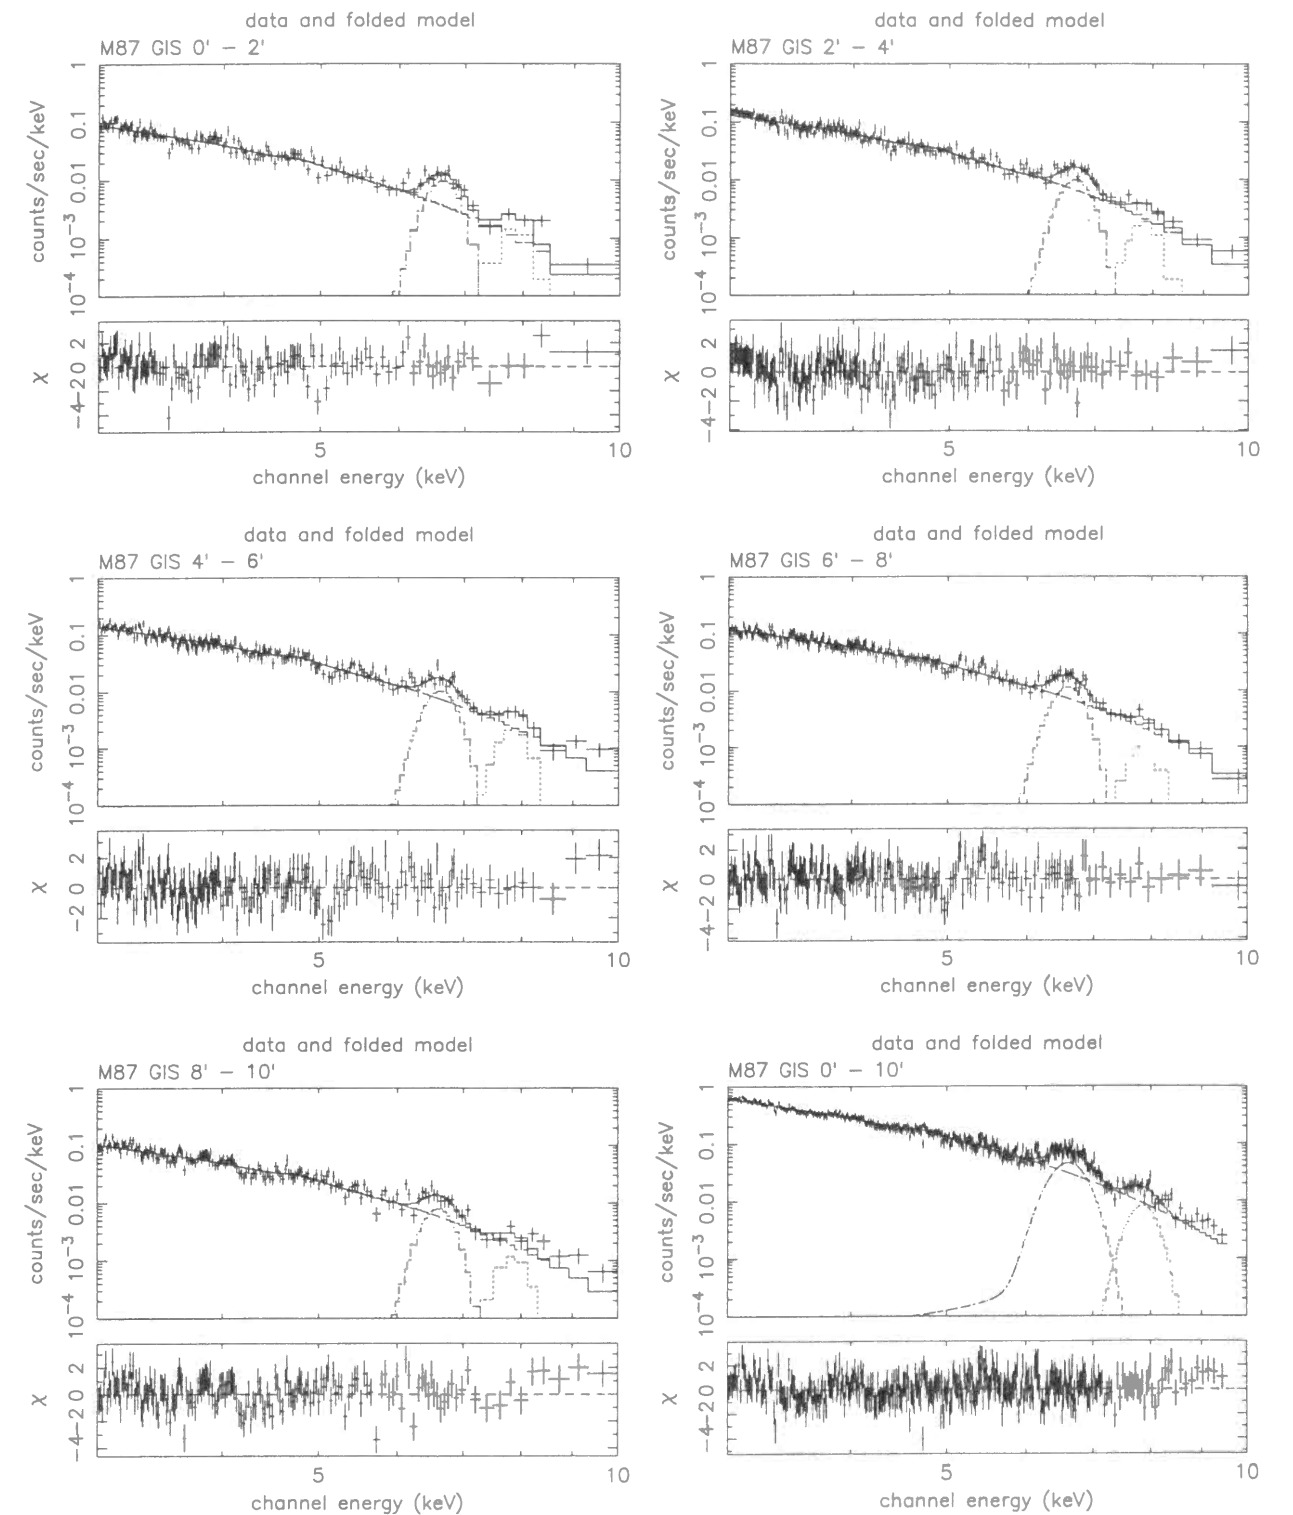 data and folded model
M87 GIS 0' – 2'
1
0.1
0.01
10⁻³
10⁻⁴
counts/sec/keV
2
0
−2
−4
χ
5
10
channel energy (keV)
data and folded model
M87 GIS 2' – 4'
1
0.1
0.01
10⁻³
10⁻⁴
counts/sec/keV
2
0
−2
−4
χ
5
10
channel energy (keV)
data and folded model
M87 GIS 4' – 6'
1
0.1
0.01
10⁻³
10⁻⁴
counts/sec/keV
2
0
−2
χ
5
10
channel energy (keV)
data and folded model
M87 GIS 6' – 8'
1
0.1
0.01
10⁻³
10⁻⁴
counts/sec/keV
2
0
−2
−4
χ
5
10
channel energy (keV)
data and folded model
M87 GIS 8' – 10'
1
0.1
0.01
10⁻³
10⁻⁴
counts/sec/keV
2
0
−2
−4
χ
5
10
channel energy (keV)
data and folded model
M87 GIS 0' – 10'
1
0.1
0.01
10⁻³
10⁻⁴
counts/sec/keV
2
0
−2
−4
χ
5
10
channel energy (keV)